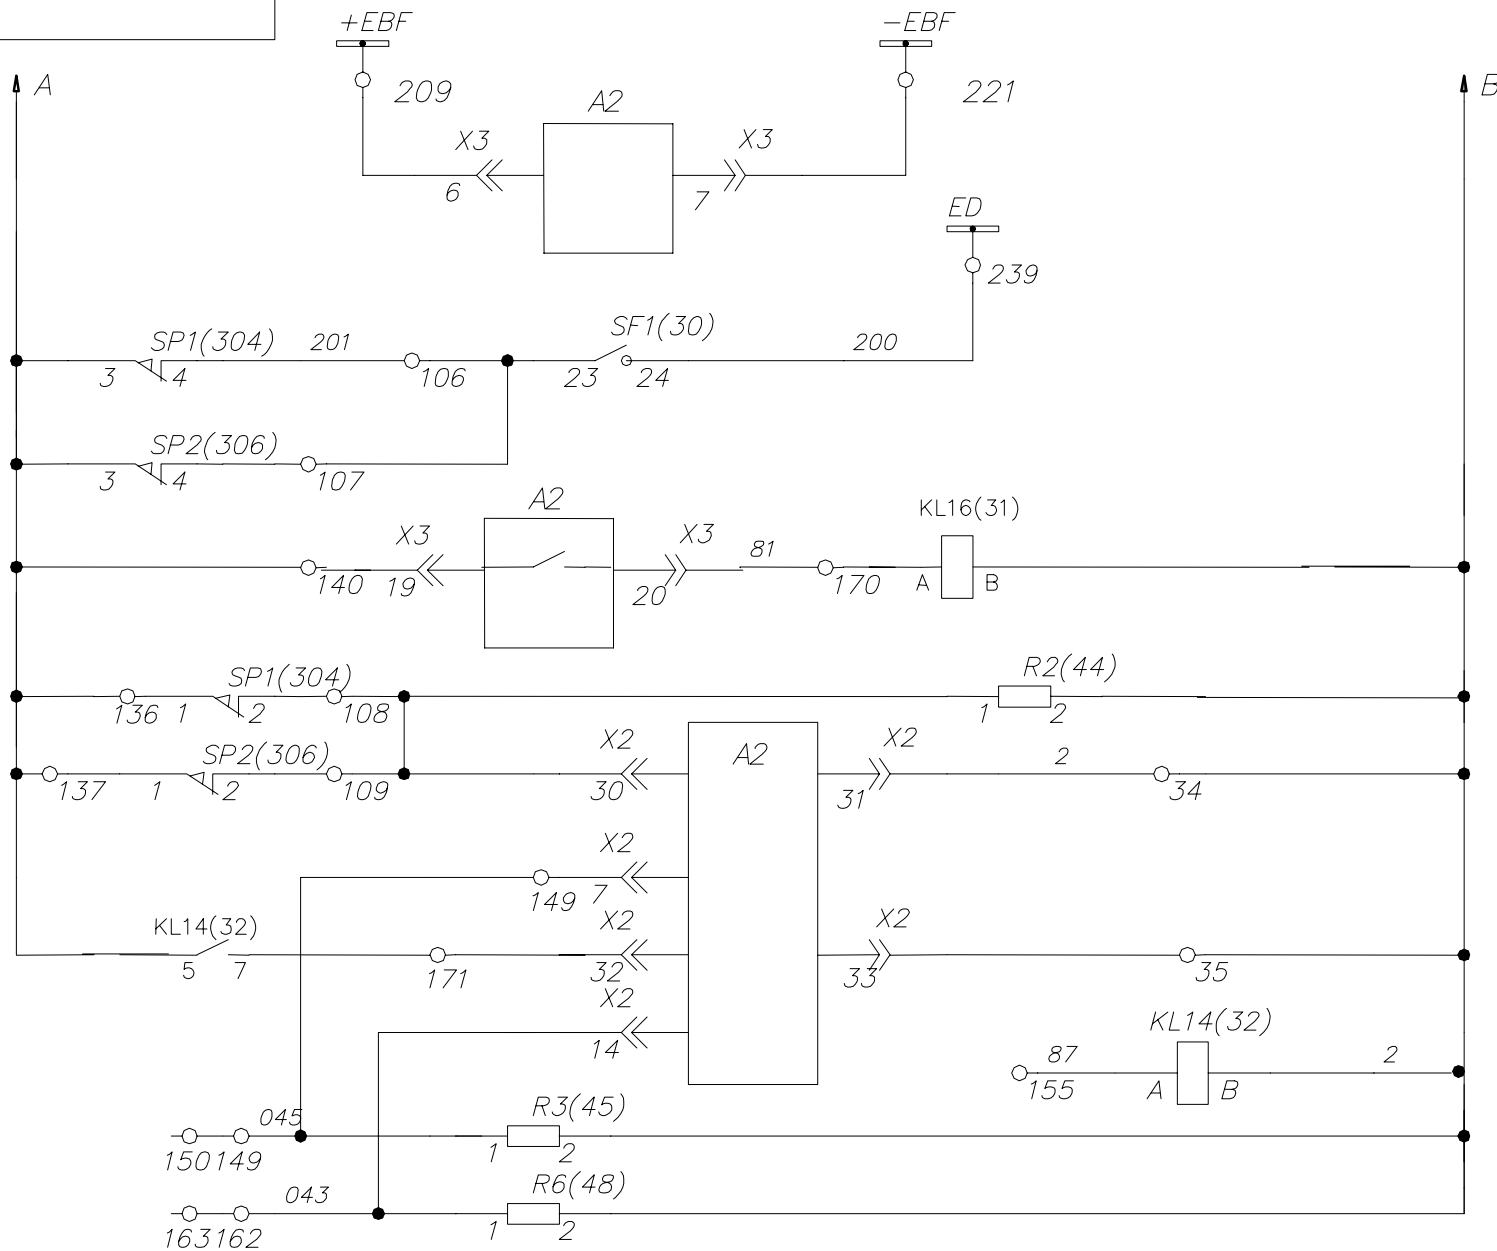 +EBF
-EBF
A
209
A2
221
B
X3
X3
6
7
ED
239
SP1(304)
201
SF1(30)
200
3
4
106
23
24
SP2(306)
3
4
107
A2
KL16(31)
X3
X3
81
140
19
20
170
A
B
SP1(304)
R2(44)
136
1
2
108
1
2
SP2(306)
X2
A2
X2
2
137
1
2
109
30
31
34
X2
149
7
KL14(32)
X2
X2
5
7
171
32
33
35
X2
KL14(32)
14
87
2
155
A
B
045
R3(45)
150
149
1
2
043
R6(48)
163
162
1
2